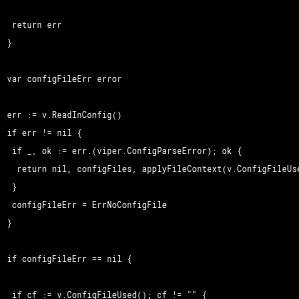 return err
}
var configFileErr error
err := v.ReadInConfig()
if err != nil {
if _, ok := err.(viper.ConfigParseError); ok {
return nil, configFiles, applyFileContext(v.ConfigFileUse
}
configFileErr = ErrNoConfigFile
}
if configFileErr == nil {
if cf := v.ConfigFileUsed(); cf != "" {